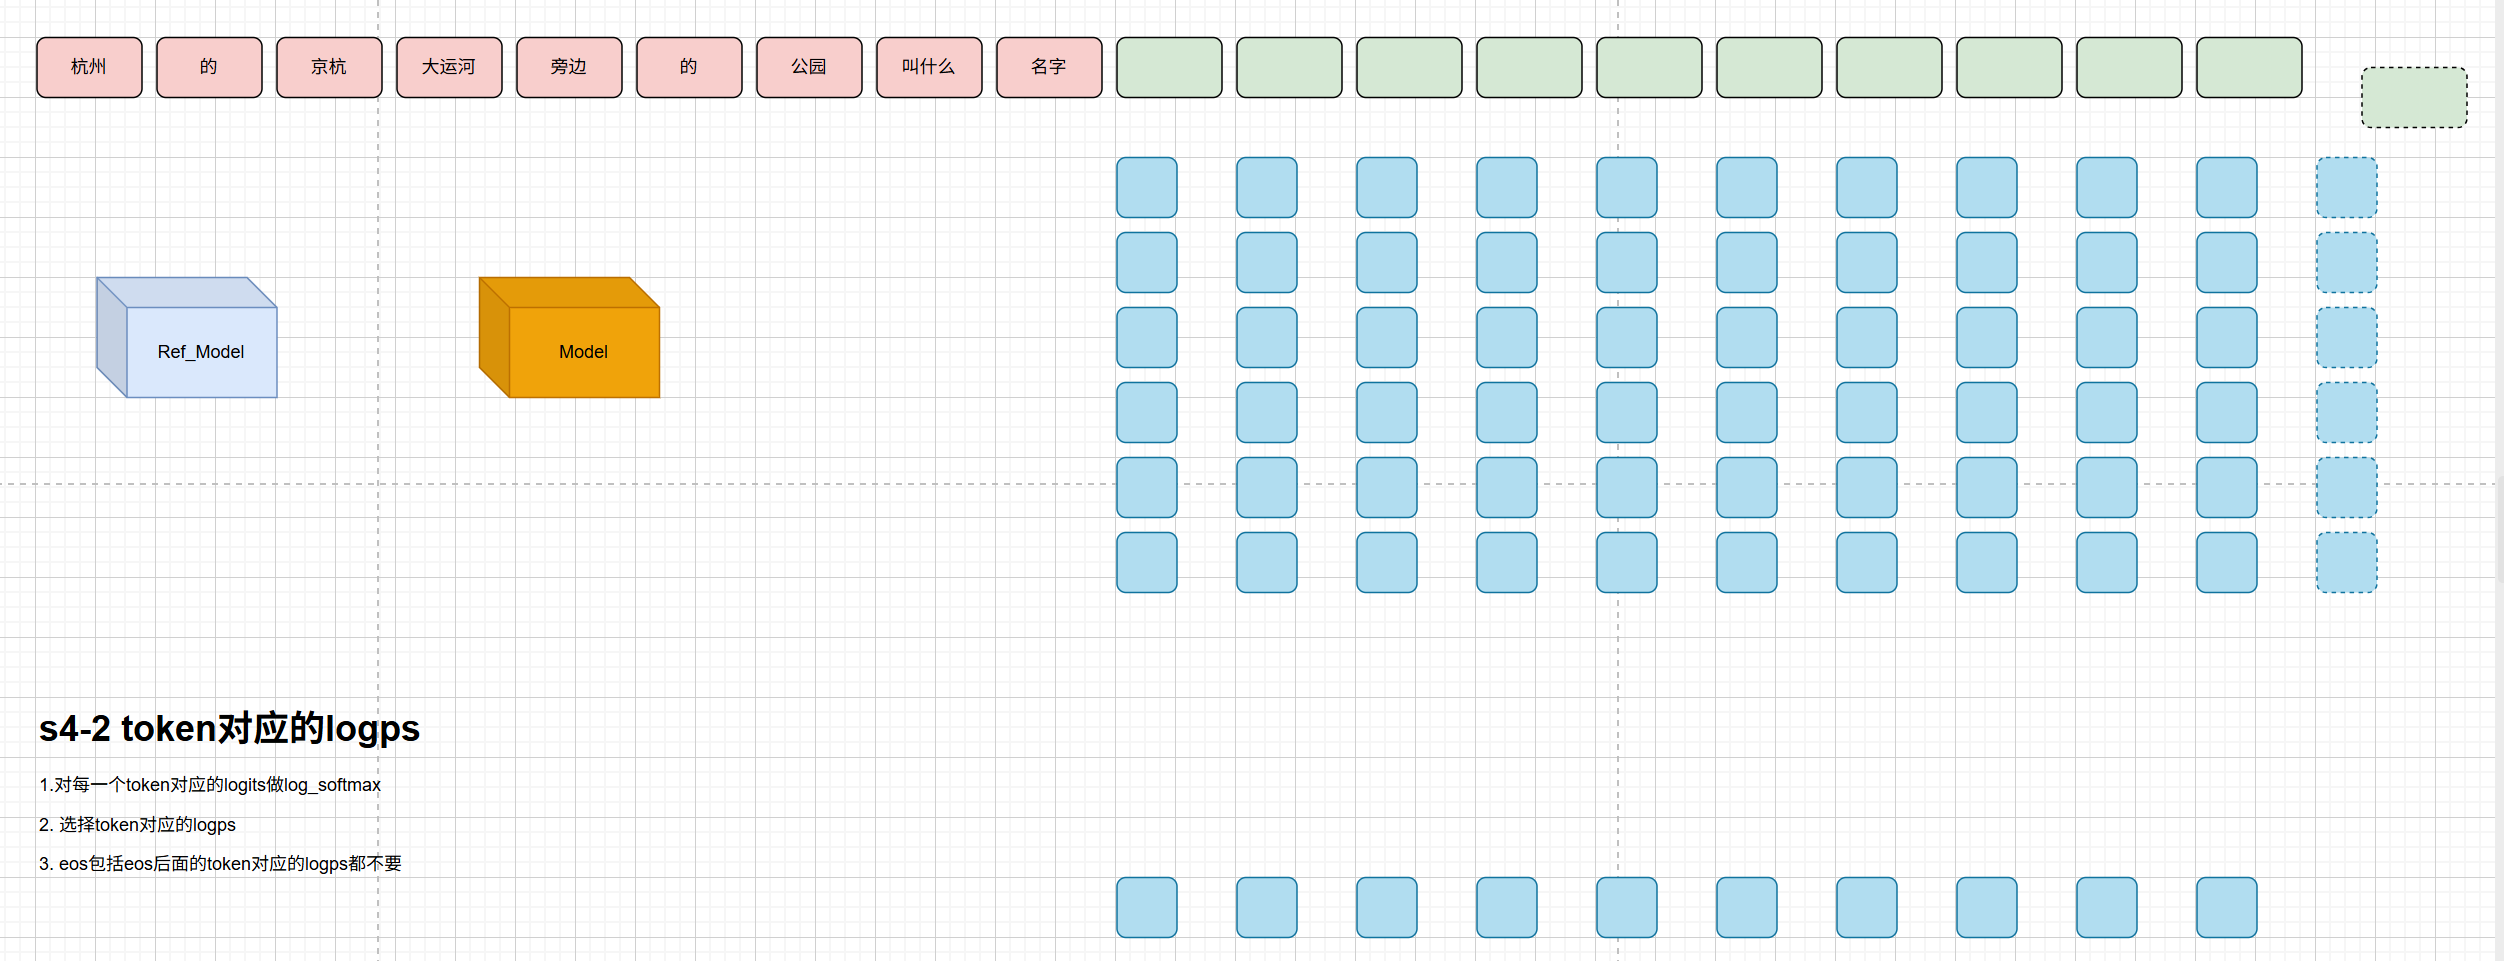 杭州
的
京杭
大运河
旁边
的
公园
叫什么
名字
Ref_Model
Model
s4-2 token对应的logps
1.对每一个token对应的logits做log_softmax
2. 选择token对应的logps
3. eos包括eos后面的token对应的logps都不要